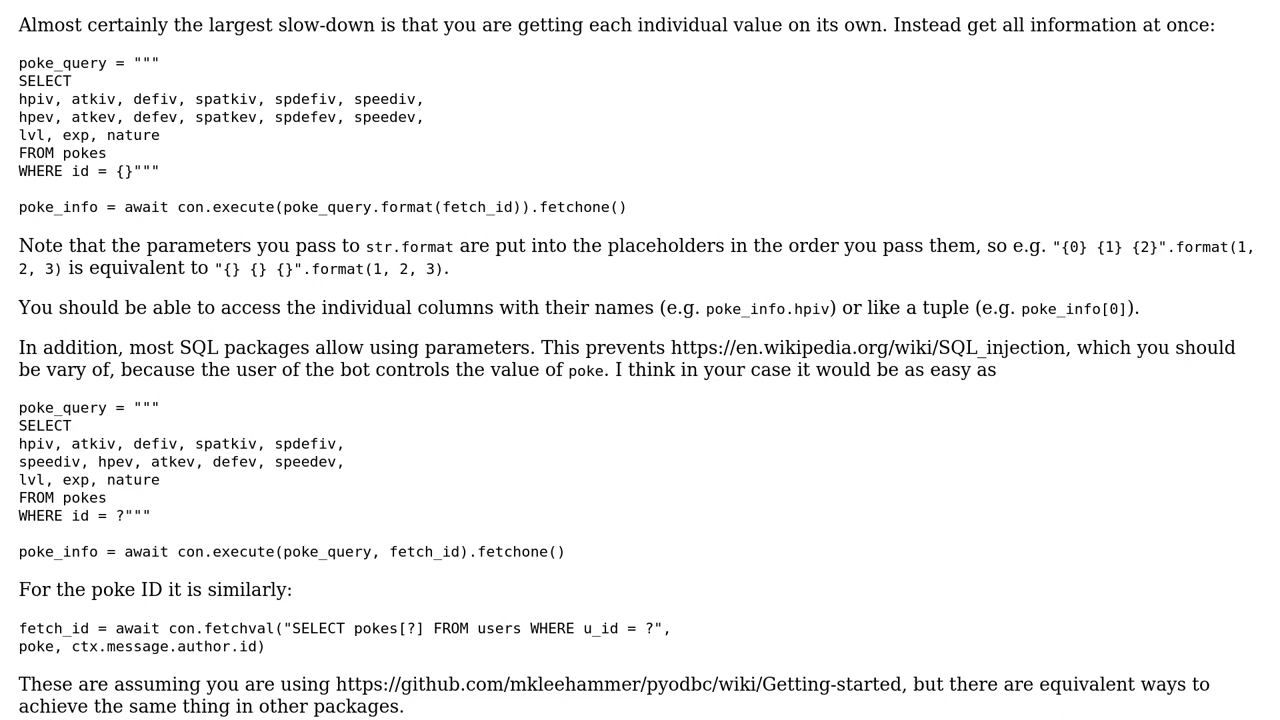 Almost certainly the largest slow-down is that you are getting each individual value on its own. Instead get all information at once:
poke_query = """
SELECT
hpiv, atkiv, defiv, spatkiv, spdefiv, speediv,
hpev, atkev, defev, spatkev, spdefev, speedev,
lvl, exp, nature
FROM pokes
WHERE id = {}"""
poke_info = await con.execute(poke_query.format(fetch_id)).fetchone()
Note that the parameters you pass to str.format are put into the placeholders in the order you pass them, so e.g. "{0} {1} {2}".format(1,
2, 3) is equivalent to "{} {} {}".format(1, 2, 3).
You should be able to access the individual columns with their names (e.g. poke_info.hpiv) or like a tuple (e.g. poke_info[0]).
In addition, most SQL packages allow using parameters. This prevents https://en.wikipedia.org/wiki/SQL_injection, which you should
be vary of, because the user of the bot controls the value of poke. I think in your case it would be as easy as
poke_query = """
SELECT
hpiv, atkiv, defiv, spatkiv, spdefiv,
speediv, hpev, atkev, defev, speedev,
lvl, exp, nature
FROM pokes
WHERE id = ?"""
poke_info = await con.execute(poke_query, fetch_id).fetchone()
For the poke ID it is similarly:
fetch_id = await con.fetchval("SELECT pokes[?] FROM users WHERE u_id = ?",
poke, ctx.message.author.id)
These are assuming you are using https://github.com/mkleehammer/pyodbc/wiki/Getting-started, but there are equivalent ways to
achieve the same thing in other packages.